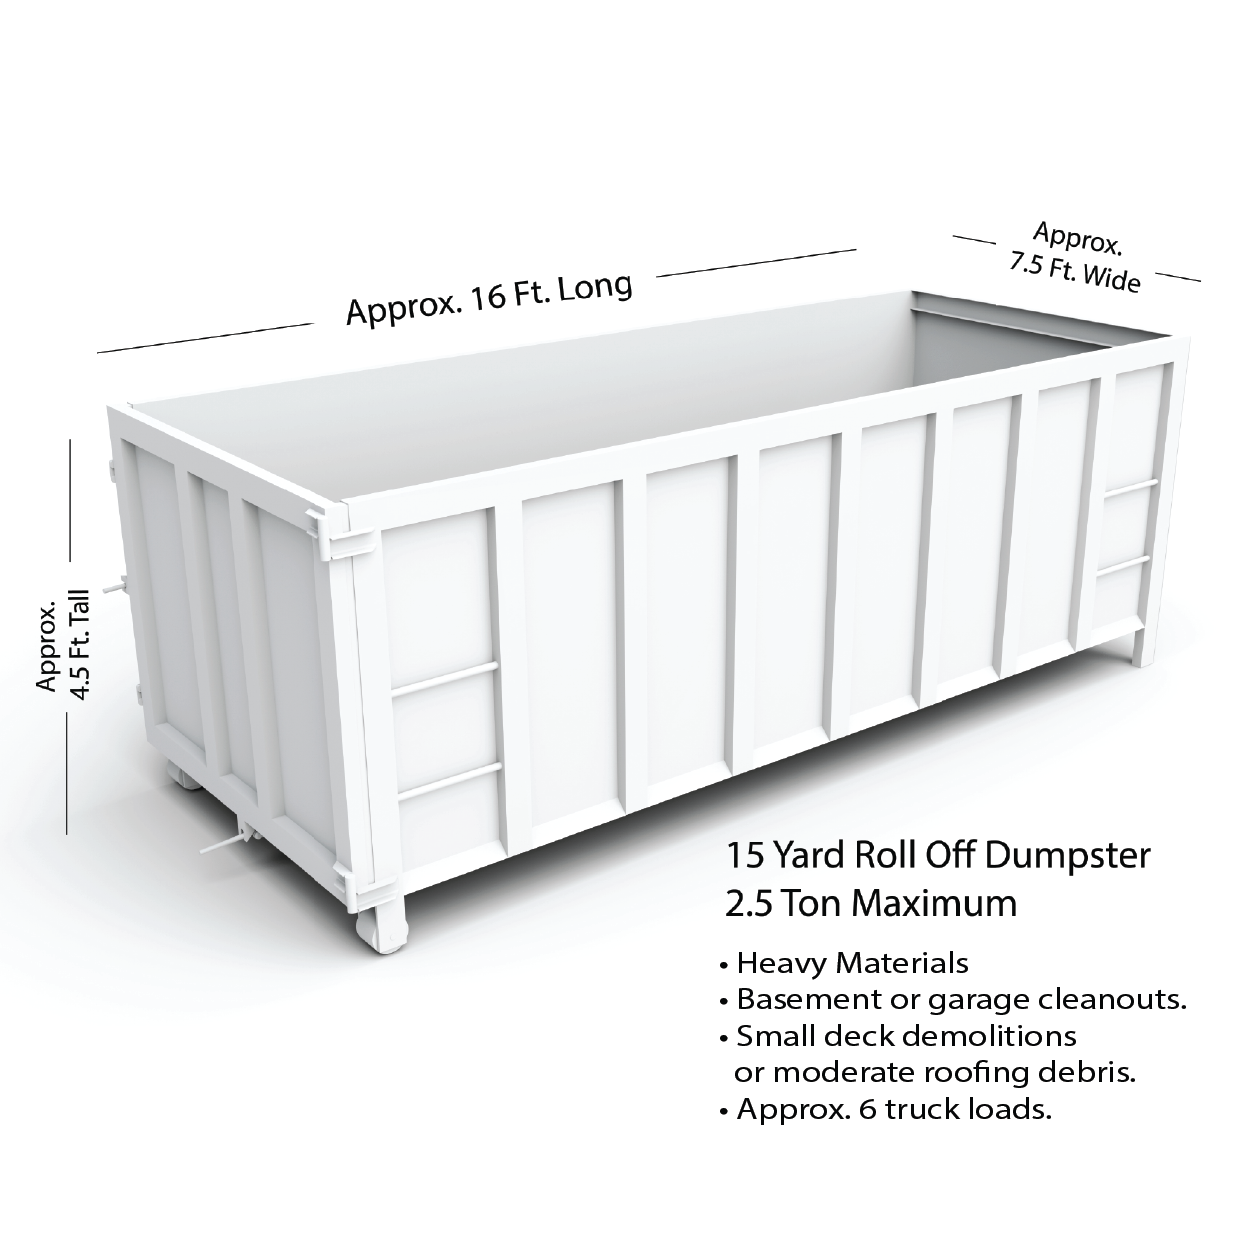 Approx.
7.5 Ft. Wide
Approx. 16 Ft. Long
Approx.
4.5 Ft. Tall
15 Yard Roll Off Dumpster
2.5 Ton Maximum
• Heavy Materials
• Basement or garage cleanouts.
• Small deck demolitions
or moderate roofing debris.
• Approx. 6 truck loads.